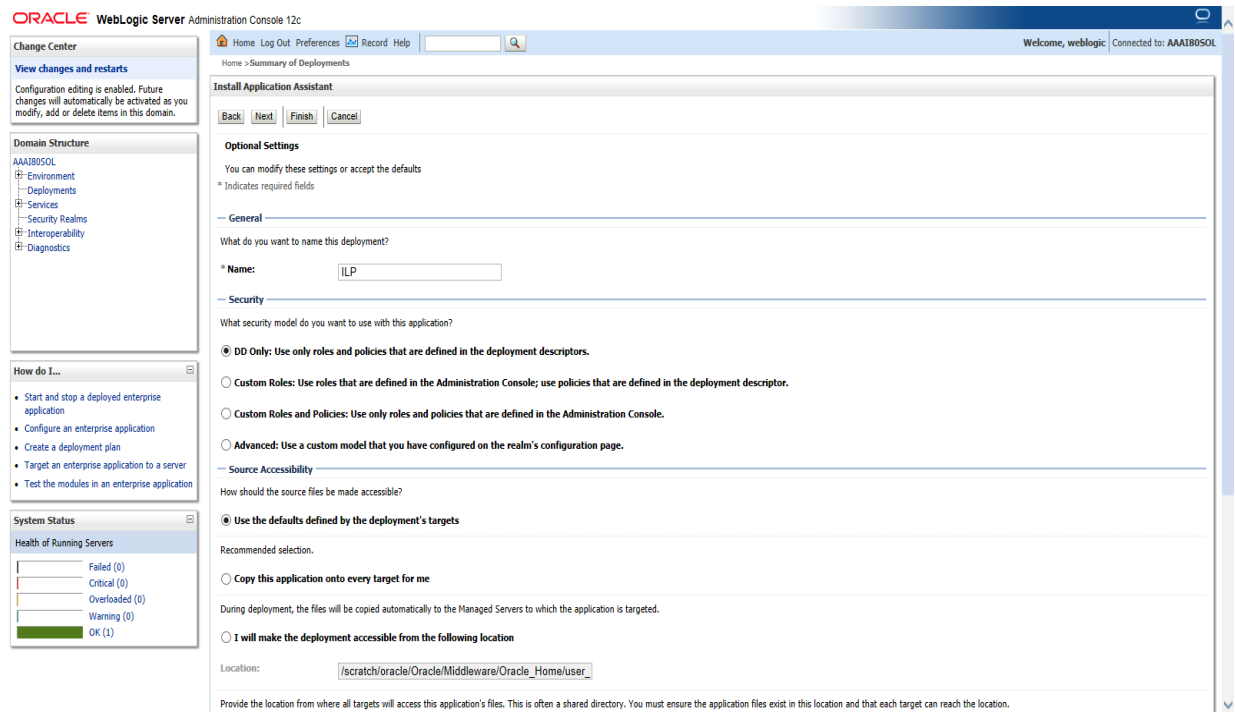 ORACLE WebLogic Server Administration Console 12c
Change Center
View changes and restarts
Configuration editing is enabled. Future
changes will automatically be activated as you
modify, add or delete items in this domain.
Domain Structure
AAAI80SOL
Environment
Deployments
Services
Security Realms
Interoperability
Diagnostics
How do I...
Start and stop a deployed enterprise
application
Configure an enterprise application
Create a deployment plan
Target an enterprise application to a server
Test the modules in an enterprise application
System Status
Health of Running Servers
Failed (0)
Critical (0)
Overloaded (0)
Warning (0)
OK (1)
Home Log Out Preferences Record Help
Welcome, weblogic Connected to: AAAI80SOL
Home >Summary of Deployments
Install Application Assistant
Back Next Finish Cancel
Optional Settings
You can modify these settings or accept the defaults
* Indicates required fields
General
What do you want to name this deployment?
* Name: ILP
Security
What security model do you want to use with this application?
DD Only: Use only roles and policies that are defined in the deployment descriptors.
Custom Roles: Use roles that are defined in the Administration Console; use policies that are defined in the deployment descriptor.
Custom Roles and Policies: Use only roles and policies that are defined in the Administration Console.
Advanced: Use a custom model that you have configured on the realm's configuration page.
Source Accessibility
How should the source files be made accessible?
Use the defaults defined by the deployment's targets
Recommended selection.
Copy this application onto every target for me
During deployment, the files will be copied automatically to the Managed Servers to which the application is targeted.
I will make the deployment accessible from the following location
Location: /scratch/oracle/Oracle/Middleware/Oracle_Home/user_
Provide the location from where all targets will access this application's files. This is often a shared directory. You must ensure the application files exist in this location and that each target can reach the location.